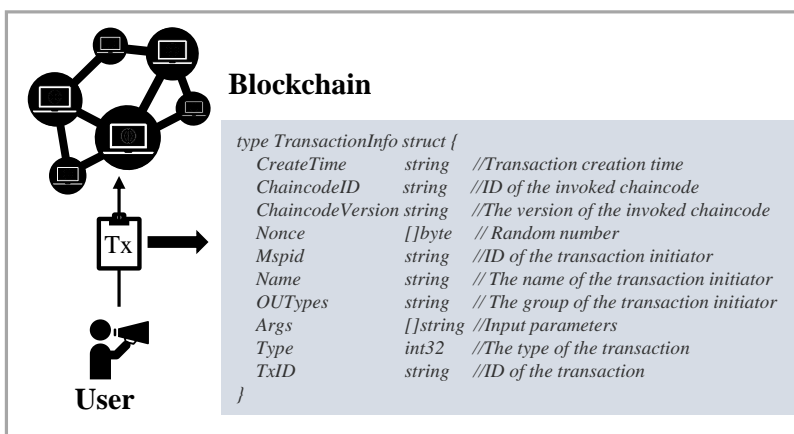 Blockchain
type TransactionInfo struct {
CreateTime string //Transaction creation time
ChaincodeID string //ID of the invoked chaincode
ChaincodeVersion string //The version of the invoked chaincode
Nonce []byte // Random number
Mspid string //ID of the transaction initiator
Name string // The name of the transaction initiator
OUTypes string // The group of the transaction initiator
Args []string //Input parameters
Type int32 //The type of the transaction
TxID string //ID of the transaction
}
Tx
User